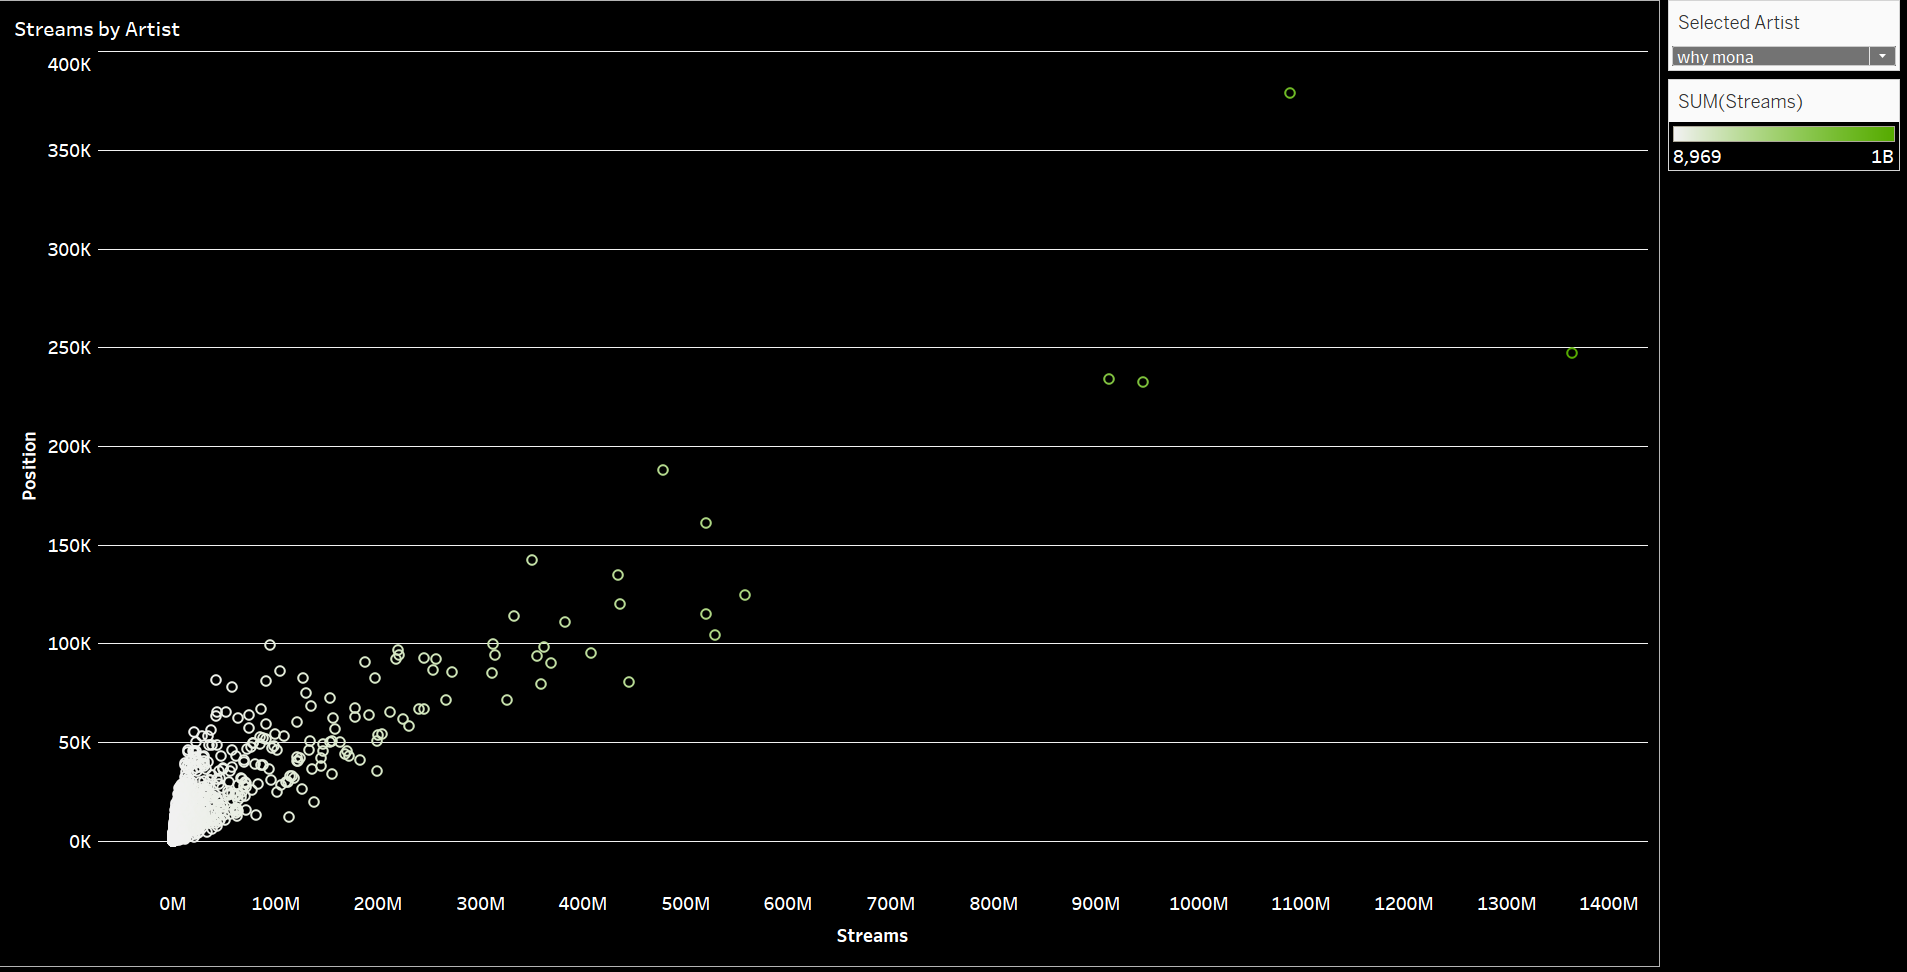 Streams by Artist
400K
350K
300K
250K
200K
150K
100K
50K
0K
Position
0M 100M 200M 300M 400M 500M 600M 700M 800M 900M 1000M 1100M 1200M 1300M 1400M
Streams
Selected Artist
why mona
SUM(Streams)
8,969 1B